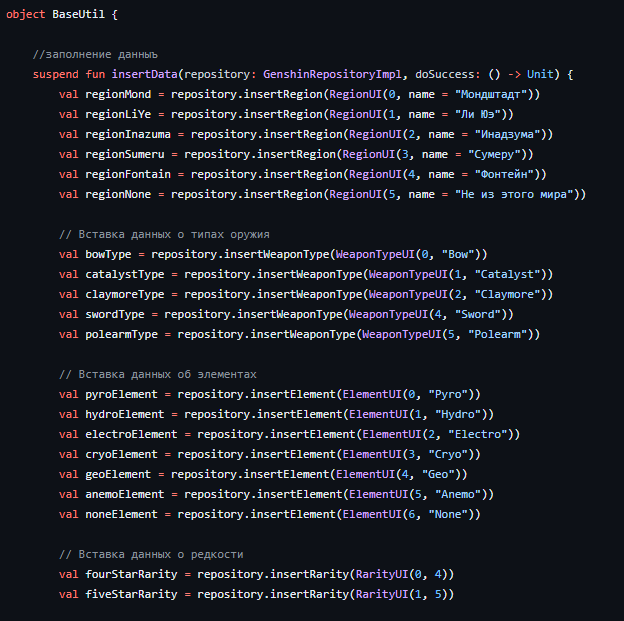 object BaseUtil {
//заполнение данныъ
suspend fun insertData(repository: GenshinRepositoryImpl, doSuccess: () -> Unit) {
val regionMond = repository.insertRegion(RegionUI(0, name = "Мондштадт"))
val regionLiYe = repository.insertRegion(RegionUI(1, name = "Ли Юэ"))
val regionInazuma = repository.insertRegion(RegionUI(2, name = "Инадзума"))
val regionSumeru = repository.insertRegion(RegionUI(3, name = "Сумеру"))
val regionFontain = repository.insertRegion(RegionUI(4, name = "Фонтейн"))
val regionNone = repository.insertRegion(RegionUI(5, name = "Не из этого мира"))
// Вставка данных о типах оружия
val bowType = repository.insertWeaponType(WeaponTypeUI(0, "Bow"))
val catalystType = repository.insertWeaponType(WeaponTypeUI(1, "Catalyst"))
val claymoreType = repository.insertWeaponType(WeaponTypeUI(2, "Claymore"))
val swordType = repository.insertWeaponType(WeaponTypeUI(4, "Sword"))
val polearmType = repository.insertWeaponType(WeaponTypeUI(5, "Polearm"))
// Вставка данных об элементах
val pyroElement = repository.insertElement(ElementUI(0, "Pyro"))
val hydroElement = repository.insertElement(ElementUI(1, "Hydro"))
val electroElement = repository.insertElement(ElementUI(2, "Electro"))
val cryoElement = repository.insertElement(ElementUI(3, "Cryo"))
val geoElement = repository.insertElement(ElementUI(4, "Geo"))
val anemoElement = repository.insertElement(ElementUI(5, "Anemo"))
val noneElement = repository.insertElement(ElementUI(6, "None"))
// Вставка данных о редкости
val fourStarRarity = repository.insertRarity(RarityUI(0, 4))
val fiveStarRarity = repository.insertRarity(RarityUI(1, 5))